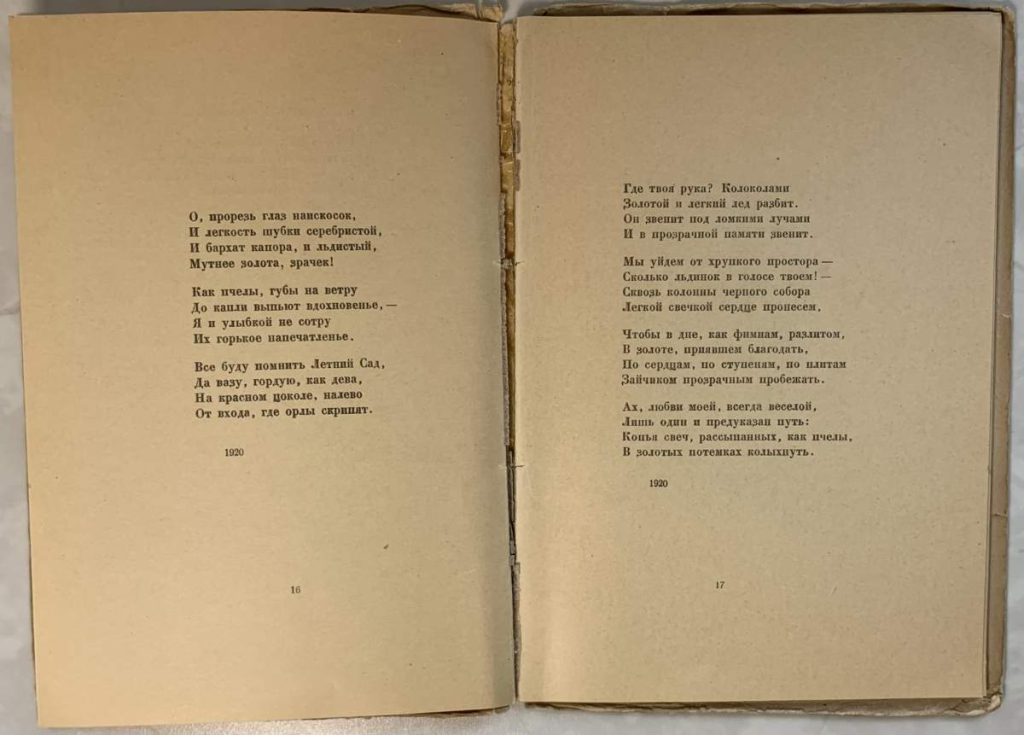 О, прорезь глаз наискосок,
И легкость шубки серебристой,
И бархат капора, и льдистый,
Мутнее золота, зрачек!
Как пчелы, губы на ветру
До капли выпьют вдохновенье,—
Я и улыбкой не сотру
Их горькое напечатленье.
Все буду помнить Летний Сад,
Да вазу, гордую, как дева,
На красном цоколе, налево
От входа, где орлы скрипят.
1920
16
Где твоя рука? Колоколами
Золотой и легкий лед разбит.
Он звенит под ломкими лучами
И в прозрачной памяти звенит.
Мы уйдем от хрупкого простора —
Сколько льдинок в голосе твоем! —
Сквозь колонны черного собора
Легкой свечкой сердце пронесем,
Чтобы в дне, как фимиам, разлитом,
В золоте, приявшем благодать,
По сердцам, по ступеням, по плитам
Зайчиком прозрачным пробежать.
Ах, любви моей, всегда веселой,
Лишь один и предуказан путь:
Копья свеч, рассыпанных, как пчелы,
В золотых потемках колыхнуть.
1920
17